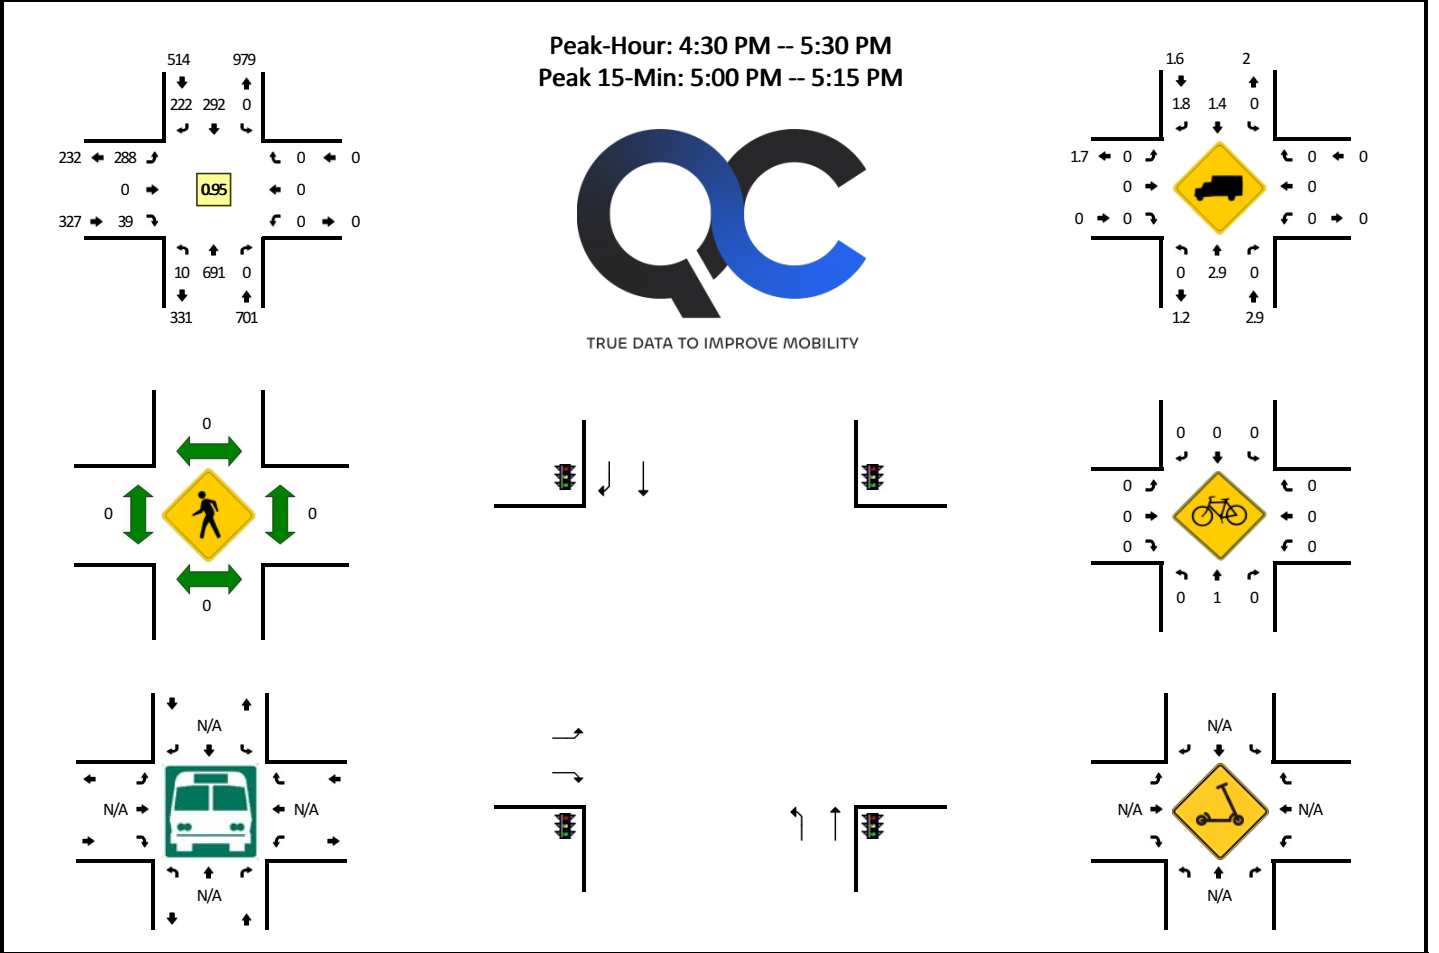 Peak-Hour: 4:30 PM -- 5:30 PM
Peak 15-Min: 5:00 PM -- 5:15 PM
514 979
222 292 0
232 288 0 0
0 0.95 0
327 39 0 0
10 691 0
331 701
TRUE DATA TO IMPROVE MOBILITY
1.6 2
1.8 1.4 0
1.7 0 0 0
0 0
0 0 0 0
0 2.9 0
1.2 2.9
0
0 0
0
0 0 0
0 0
0 0
0 0
0 1 0
N/A
N/A N/A
N/A
N/A
N/A N/A
N/A